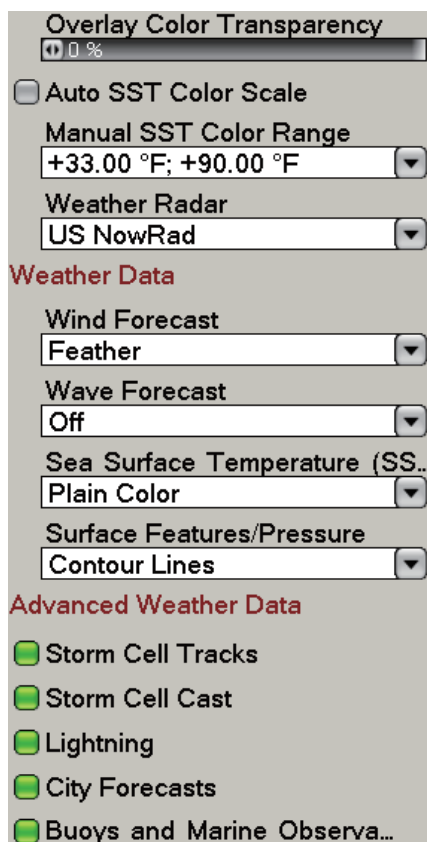 Overlay Color Transparency
0 %
Auto SST Color Scale
Manual SST Color Range
+33.00 °F; +90.00 °F
Weather Radar
US NowRad
Weather Data
Wind Forecast
Feather
Wave Forecast
Off
Sea Surface Temperature (SS..
Plain Color
Surface Features/Pressure
Contour Lines
Advanced Weather Data
Storm Cell Tracks
Storm Cell Cast
Lightning
City Forecasts
Buoys and Marine Observa...